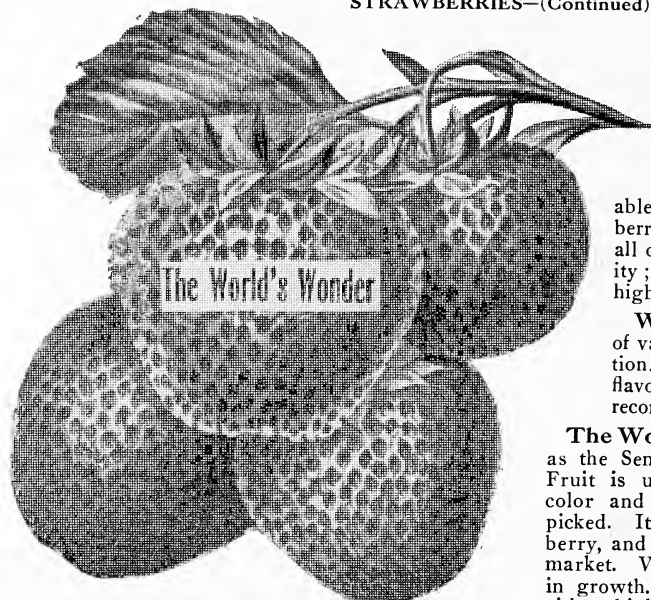 STRAWBERRIES—(Continued)
The World's Wonder
able
berr
all o
ity;
high
W
of va
tion.
flavo
reco
The Wo
as the Sen
Fruit is u
color and
picked. It
berry, and
market. V
in growth.